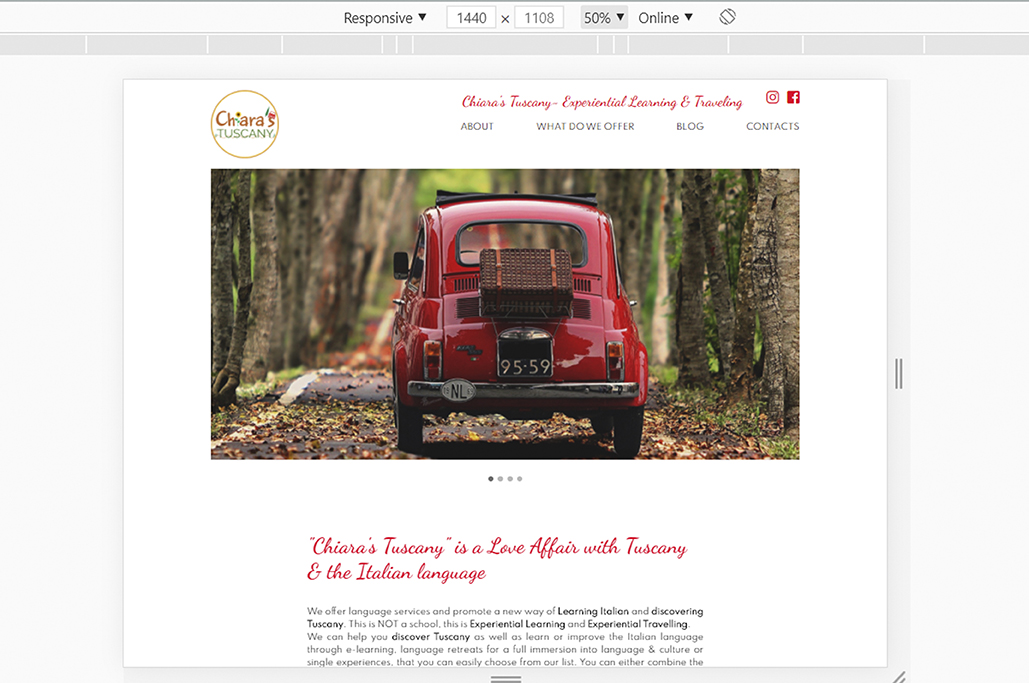 Responsive ▼ 1440 × 1108 50% ▼ Online ▼
Chiara's
TUSCANY
Chiara's Tuscany- Experiential Learning & Traveling
ABOUT WHAT DO WE OFFER BLOG CONTACTS
95-59
NL
"Chiara's Tuscany" is a Love Affair with Tuscany
& the Italian language
We offer language services and promote a new way of Learning Italian and discovering
Tuscany. This is NOT a school, this is Experiential Learning and Experiential Travelling.
We can help you discover Tuscany as well as learn or improve the Italian language
through e-learning, language retreats for a full immersion into language & culture or
single experiences, that you can easily choose from our list. You can either combine the